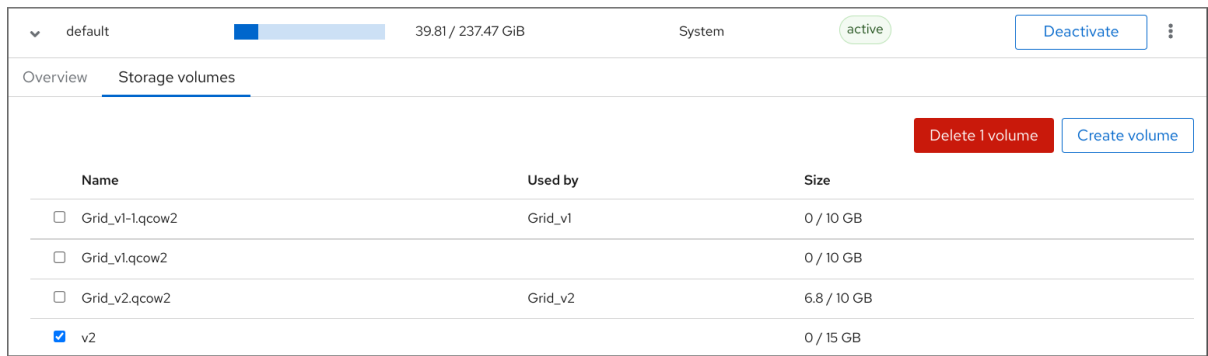 default 39.81 / 237.47 GiB System active Deactivate
Overview Storage volumes
Delete 1 volume Create volume
Name Used by Size
Grid_v1-1.qcow2 Grid_v1 0 / 10 GB
Grid_v1.qcow2 0 / 10 GB
Grid_v2.qcow2 Grid_v2 6.8 / 10 GB
v2 0 / 15 GB